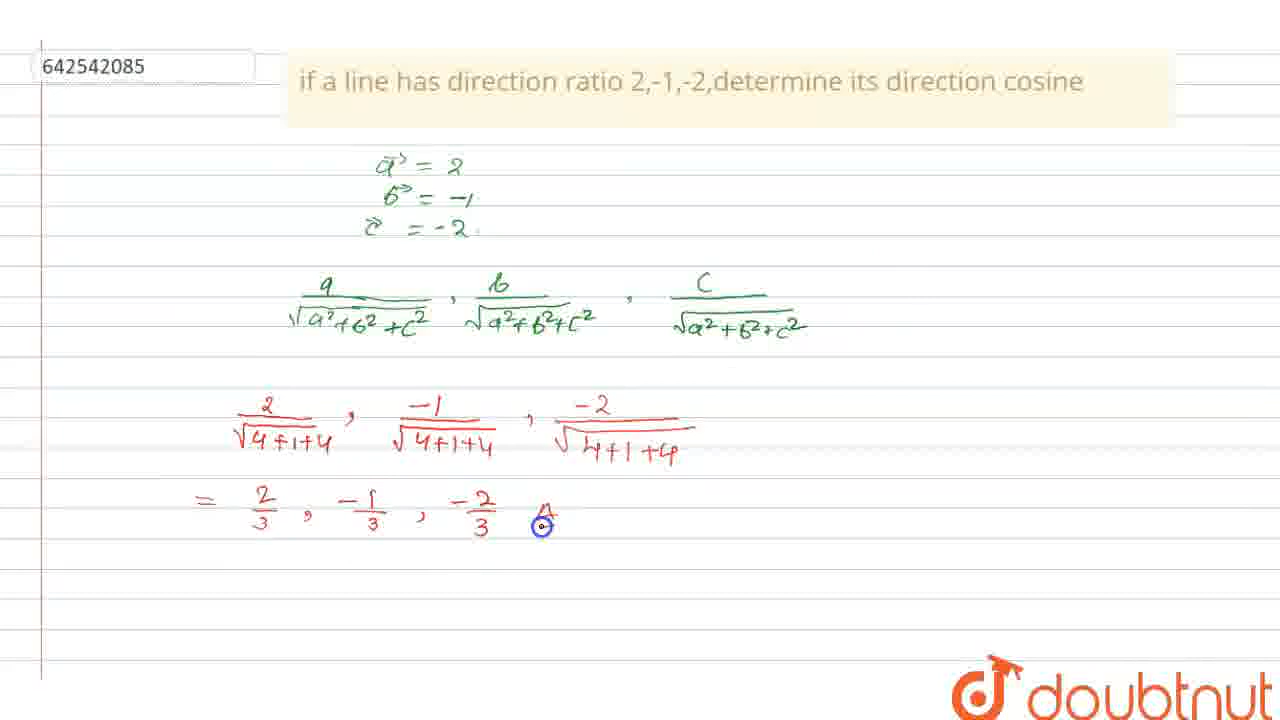 642542085
if a line has direction ratio 2,-1,-2,determine its direction cosine
a⃗ = 2
b⃗ = -1
c⃗ = -2
a/√(a²+b²+c²) , b/√(a²+b²+c²) , c/√(a²+b²+c²)
2/√(4+1+4) , -1/√(4+1+4) , -2/√(4+1+4)
= 2/3 , -1/3 , -2/3 A
doubtnut